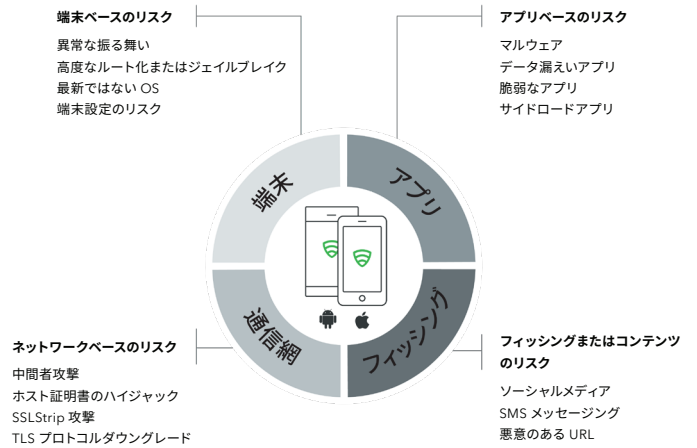 端末ベースのリスク
異常な振る舞い
高度なルート化またはジェイルブレイク
最新ではない OS
端末設定のリスク
アプリベースのリスク
マルウェア
データ漏えいアプリ
脆弱なアプリ
サイドロードアプリ
端末
アプリ
通信網
フィッシング
ネットワークベースのリスク
中間者攻撃
ホスト証明書のハイジャック
SSLStrip 攻撃
TLS プロトコルダウングレード
フィッシングまたはコンテンツ
のリスク
ソーシャルメディア
SMS メッセージング
悪意のある URL